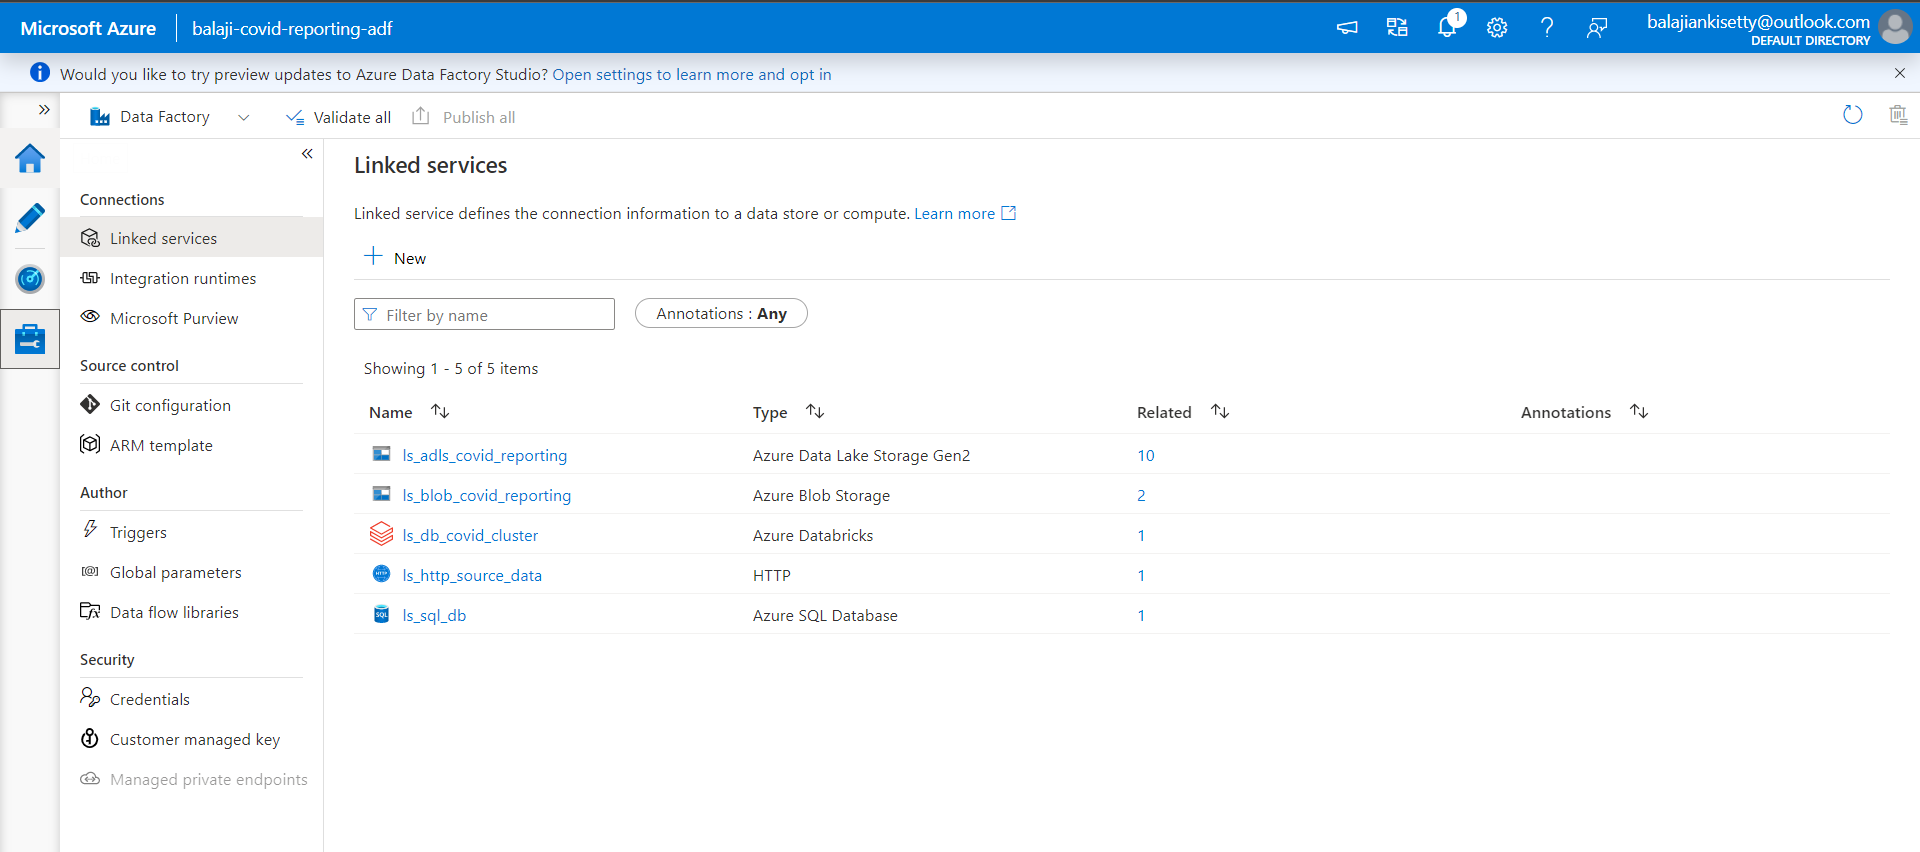 Microsoft Azure balaji-covid-reporting-adf 1 balajiankisetty@outlook.com
DEFAULT DIRECTORY
Would you like to try preview updates to Azure Data Factory Studio? Open settings to learn more and opt in
Data Factory Validate all Publish all
Connections
Linked services
Integration runtimes
Microsoft Purview
Source control
Git configuration
ARM template
Author
Triggers
Global parameters
Data flow libraries
Security
Credentials
Customer managed key
Managed private endpoints
Linked services
Linked service defines the connection information to a data store or compute. Learn more
New
Filter by name Annotations : Any
Showing 1 - 5 of 5 items
Name Type Related Annotations
ls_adls_covid_reporting Azure Data Lake Storage Gen2 10
ls_blob_covid_reporting Azure Blob Storage 2
ls_db_covid_cluster Azure Databricks 1
HTTP ls_http_source_data HTTP 1
SQL ls_sql_db Azure SQL Database 1